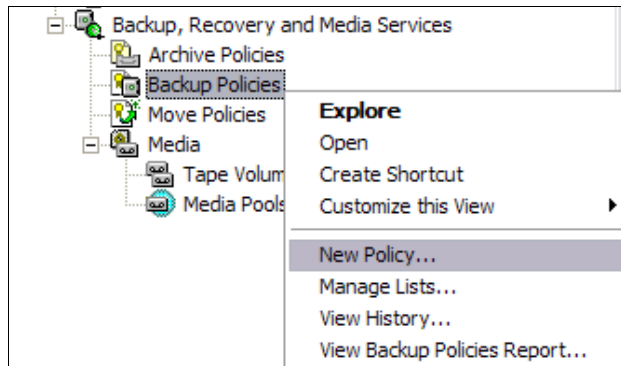 Backup, Recovery and Media Services
Archive Policies
Backup Policies
Move Policies
Media
Tape Volum
Media Pools
Explore
Open
Create Shortcut
Customize this View
New Policy...
Manage Lists...
View History...
View Backup Policies Report...